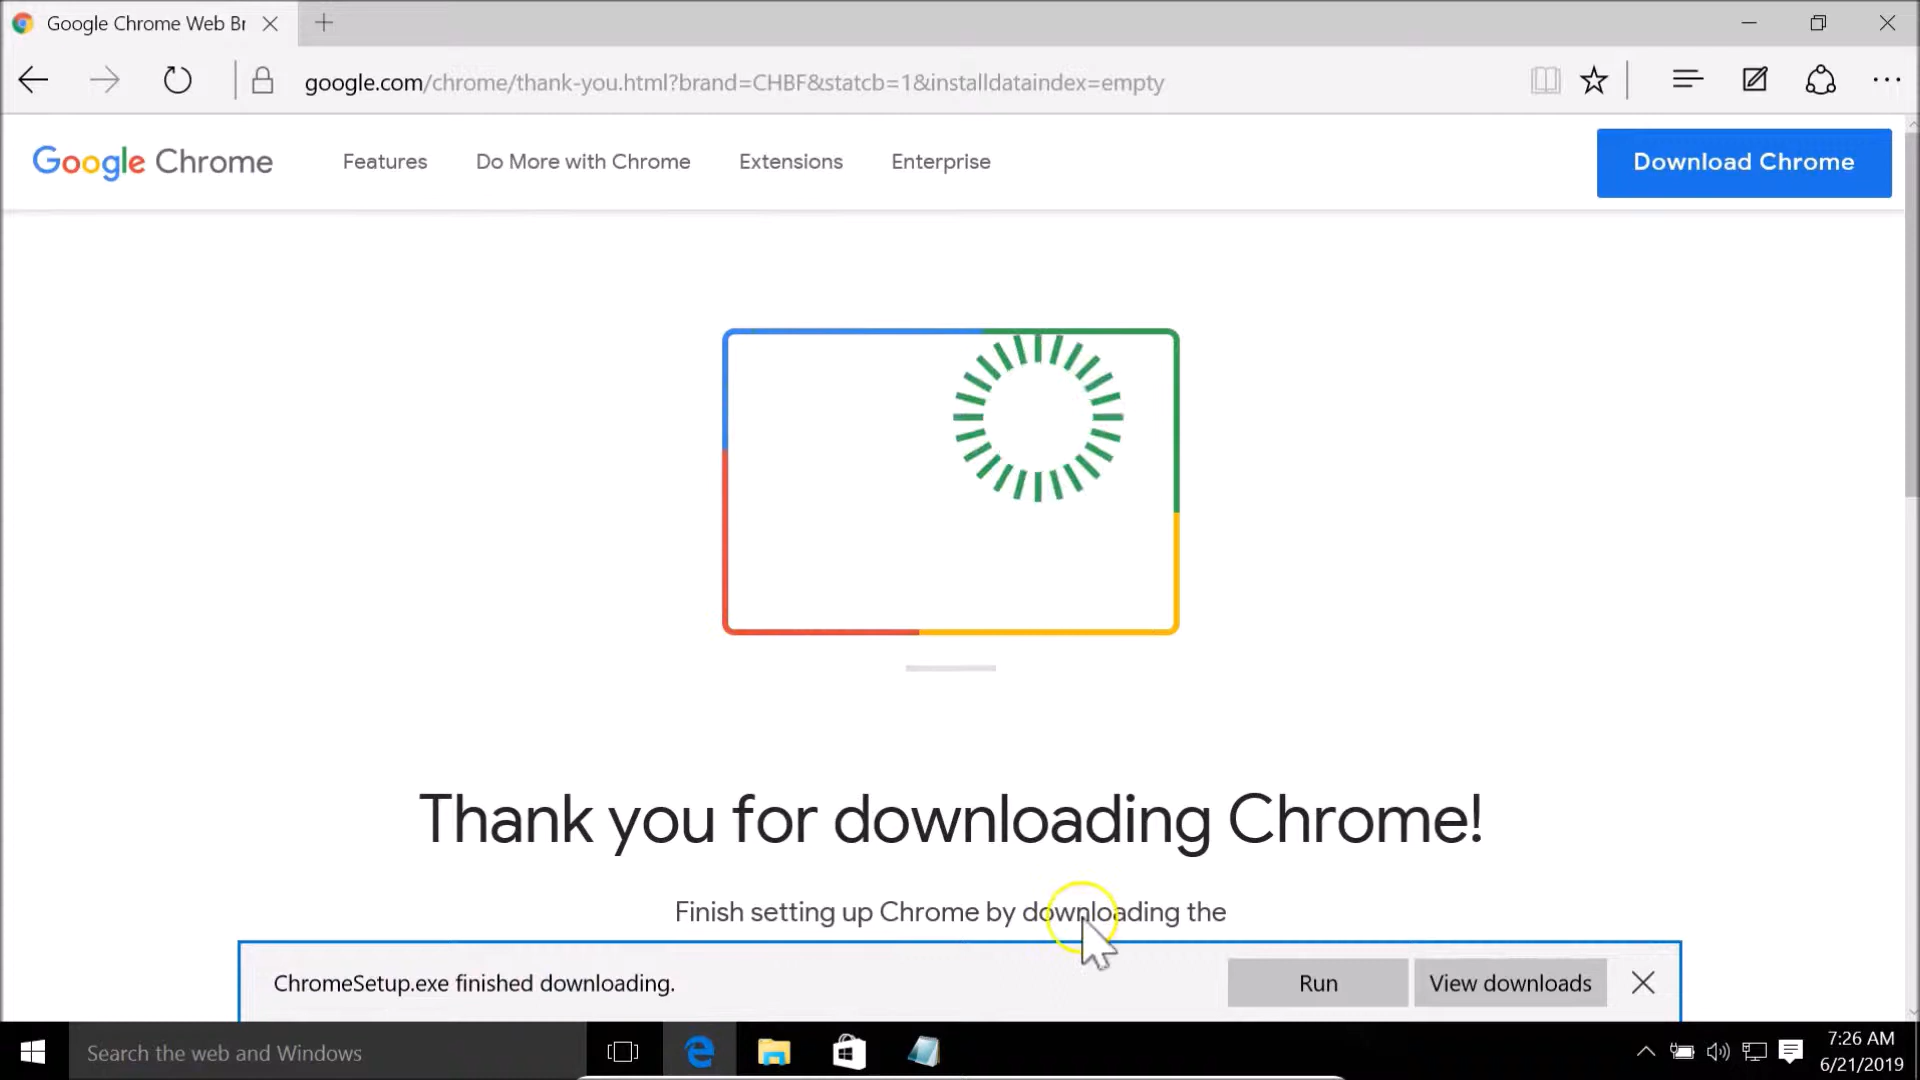 Google Chrome Web Br
google.com/chrome/thank-you.html?brand=CHBF&statcb=1&installdataindex=empty
Google Chrome Features Do More with Chrome Extensions Enterprise Download Chrome
Thank you for downloading Chrome!
Finish setting up Chrome by downloading the
ChromeSetup.exe finished downloading. Run View downloads
Search the web and Windows
7:26 AM
6/21/2019